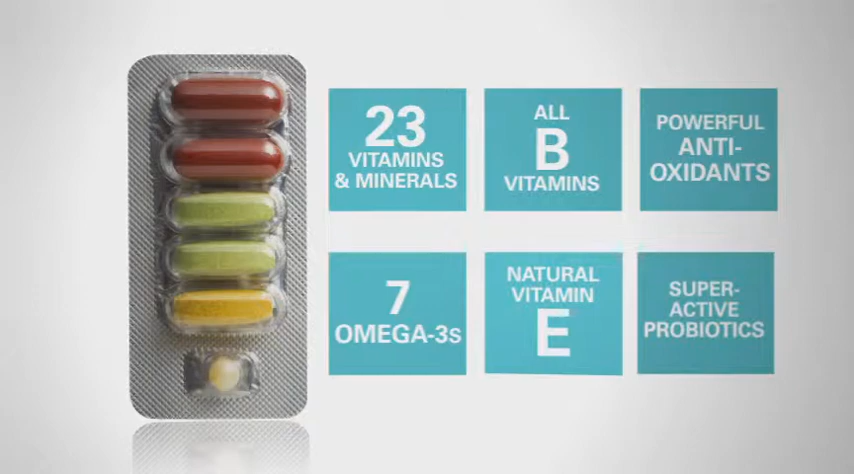 23
VITAMINS
& MINERALS
ALL
B
VITAMINS
POWERFUL
ANTI-
OXIDANTS
7
OMEGA-3s
NATURAL
VITAMIN
E
SUPER-
ACTIVE
PROBIOTICS